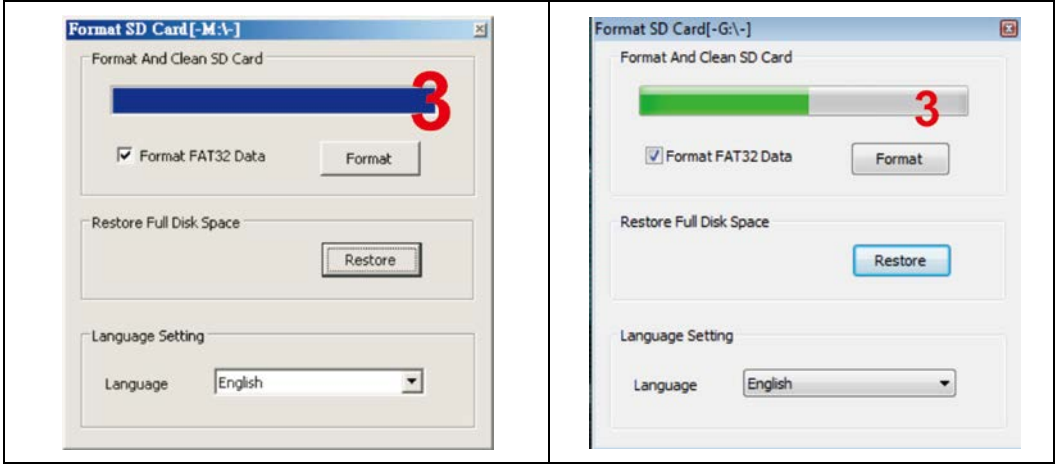 Format SD Card[-M:\-]
Format And Clean SD Card
3
Format FAT32 Data
Format
Restore Full Disk Space
Restore
Language Setting
Language
English
Format SD Card[-G:\-]
Format And Clean SD Card
3
Format FAT32 Data
Format
Restore Full Disk Space
Restore
Language Setting
Language
English